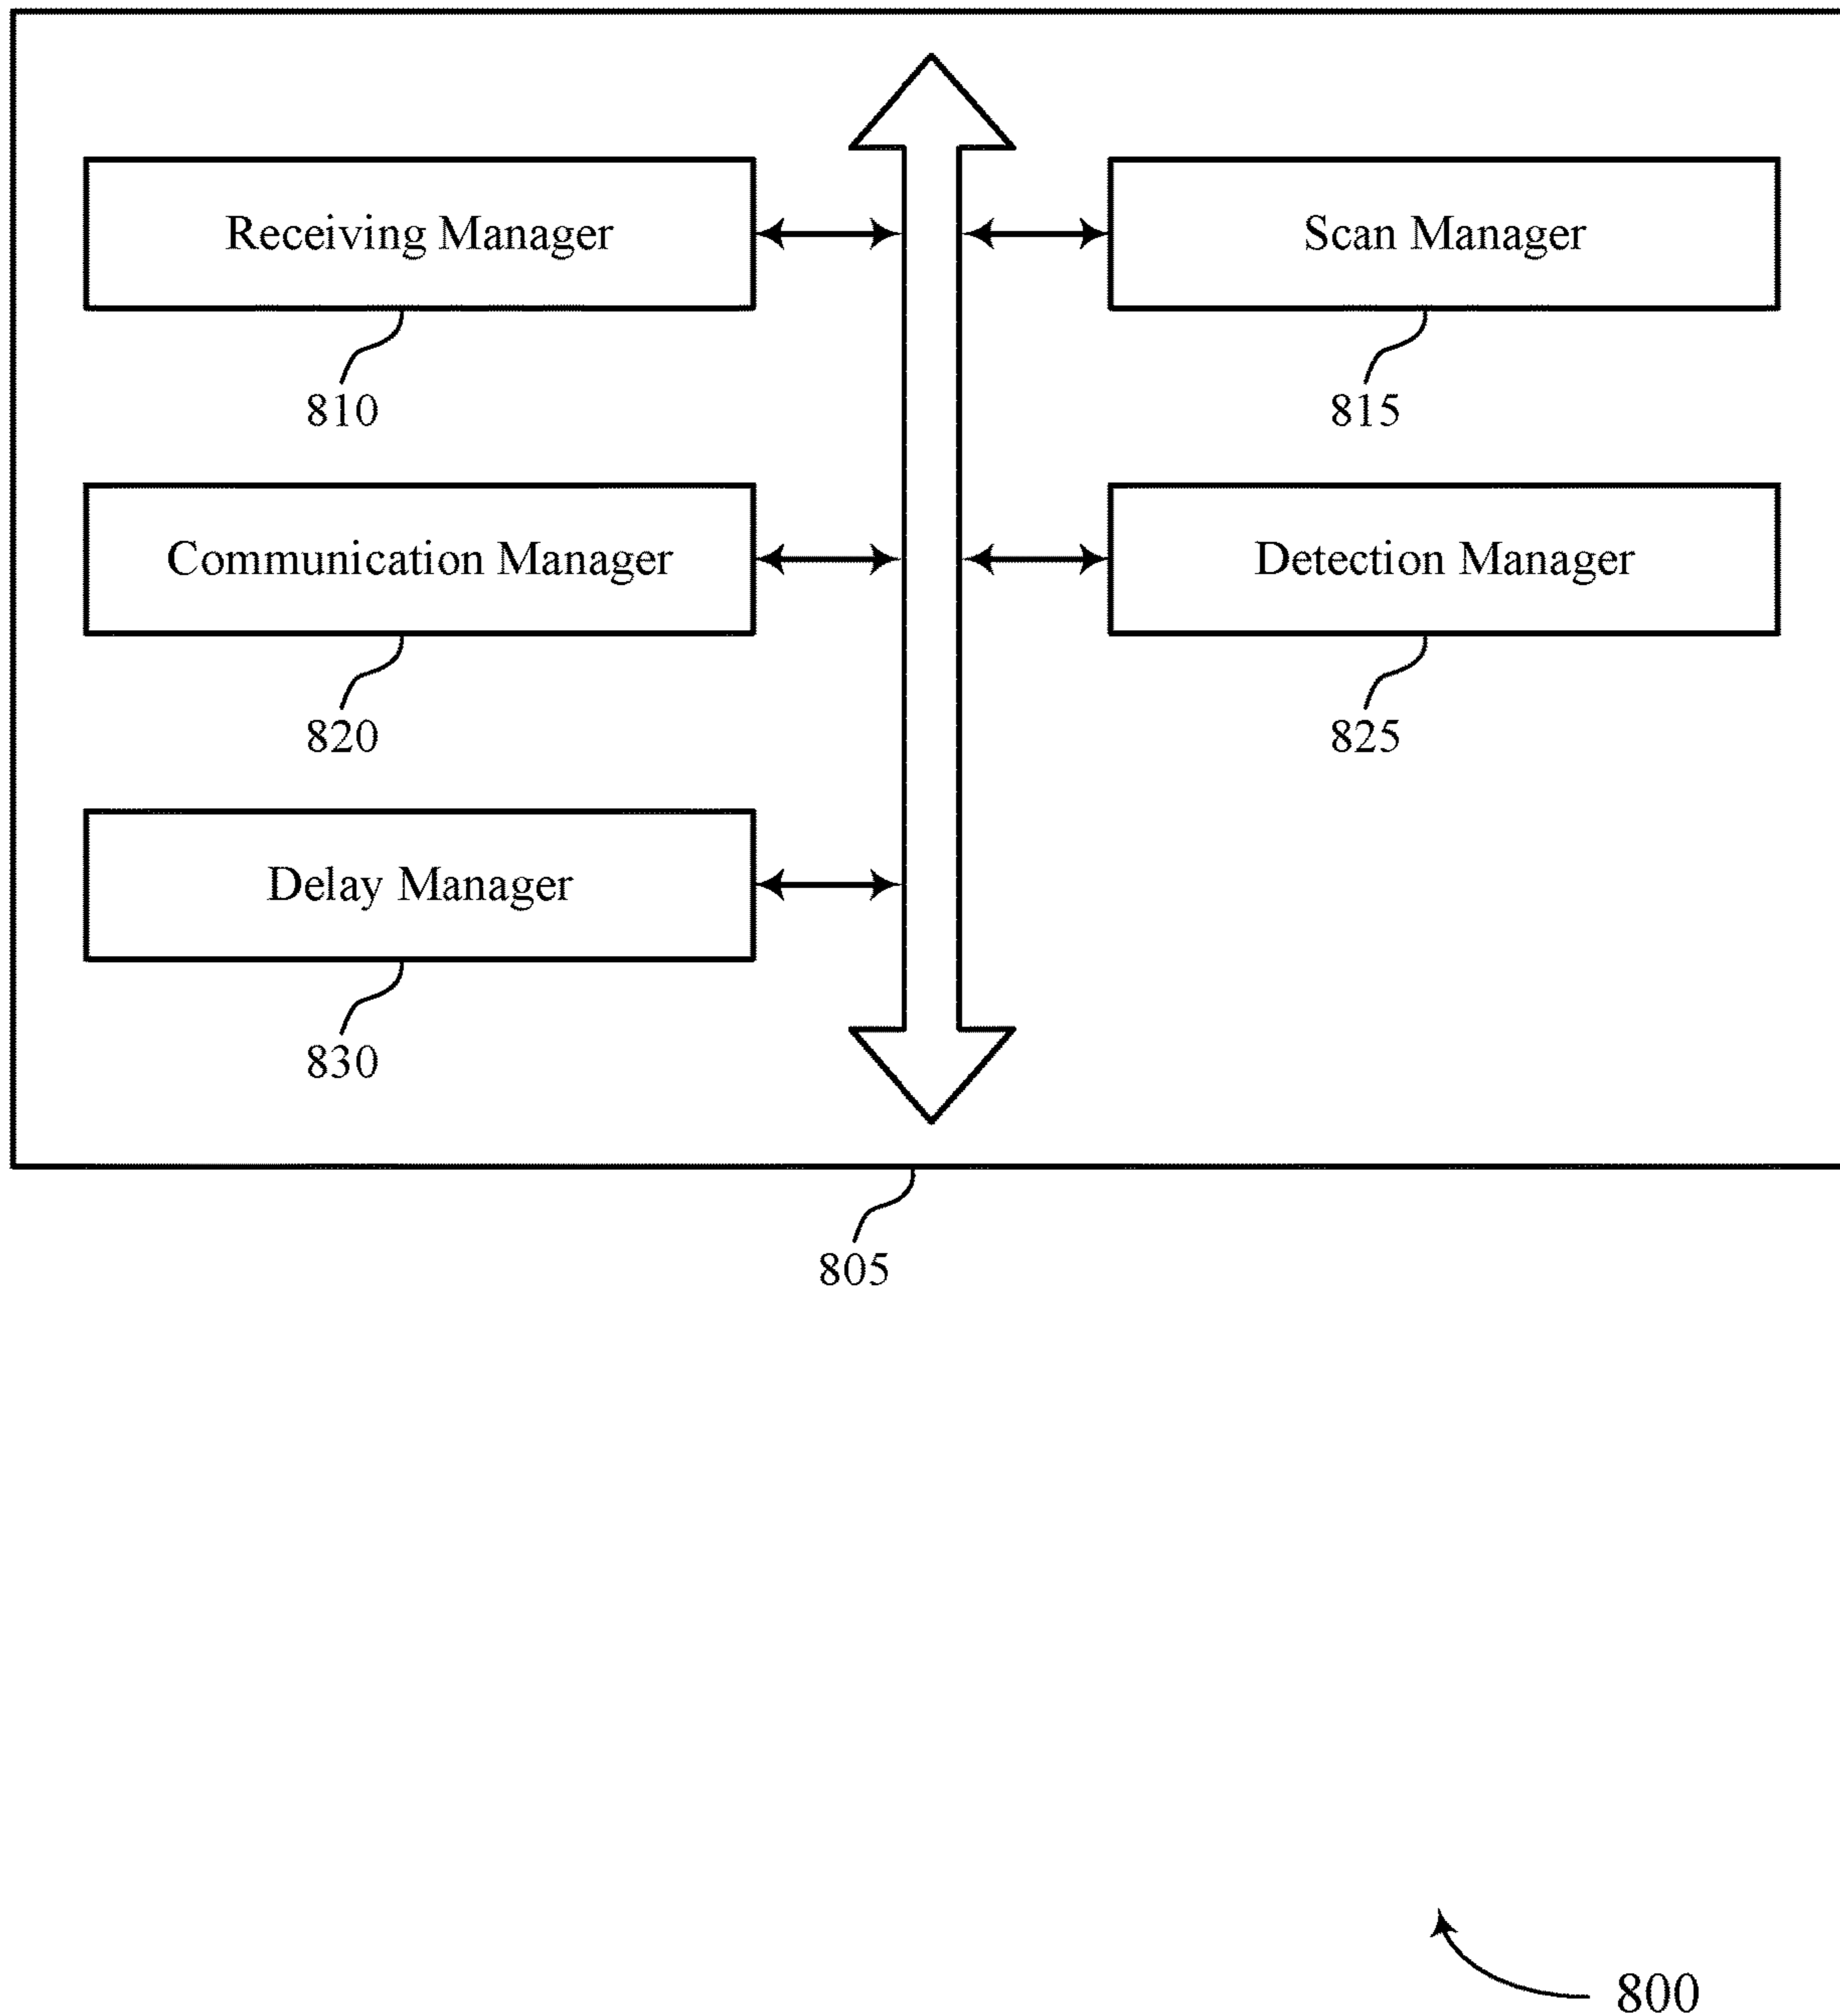 Receiving Manager
Scan Manager
810
815
Communication Manager
Detection Manager
820
825
Delay Manager
830
805
800